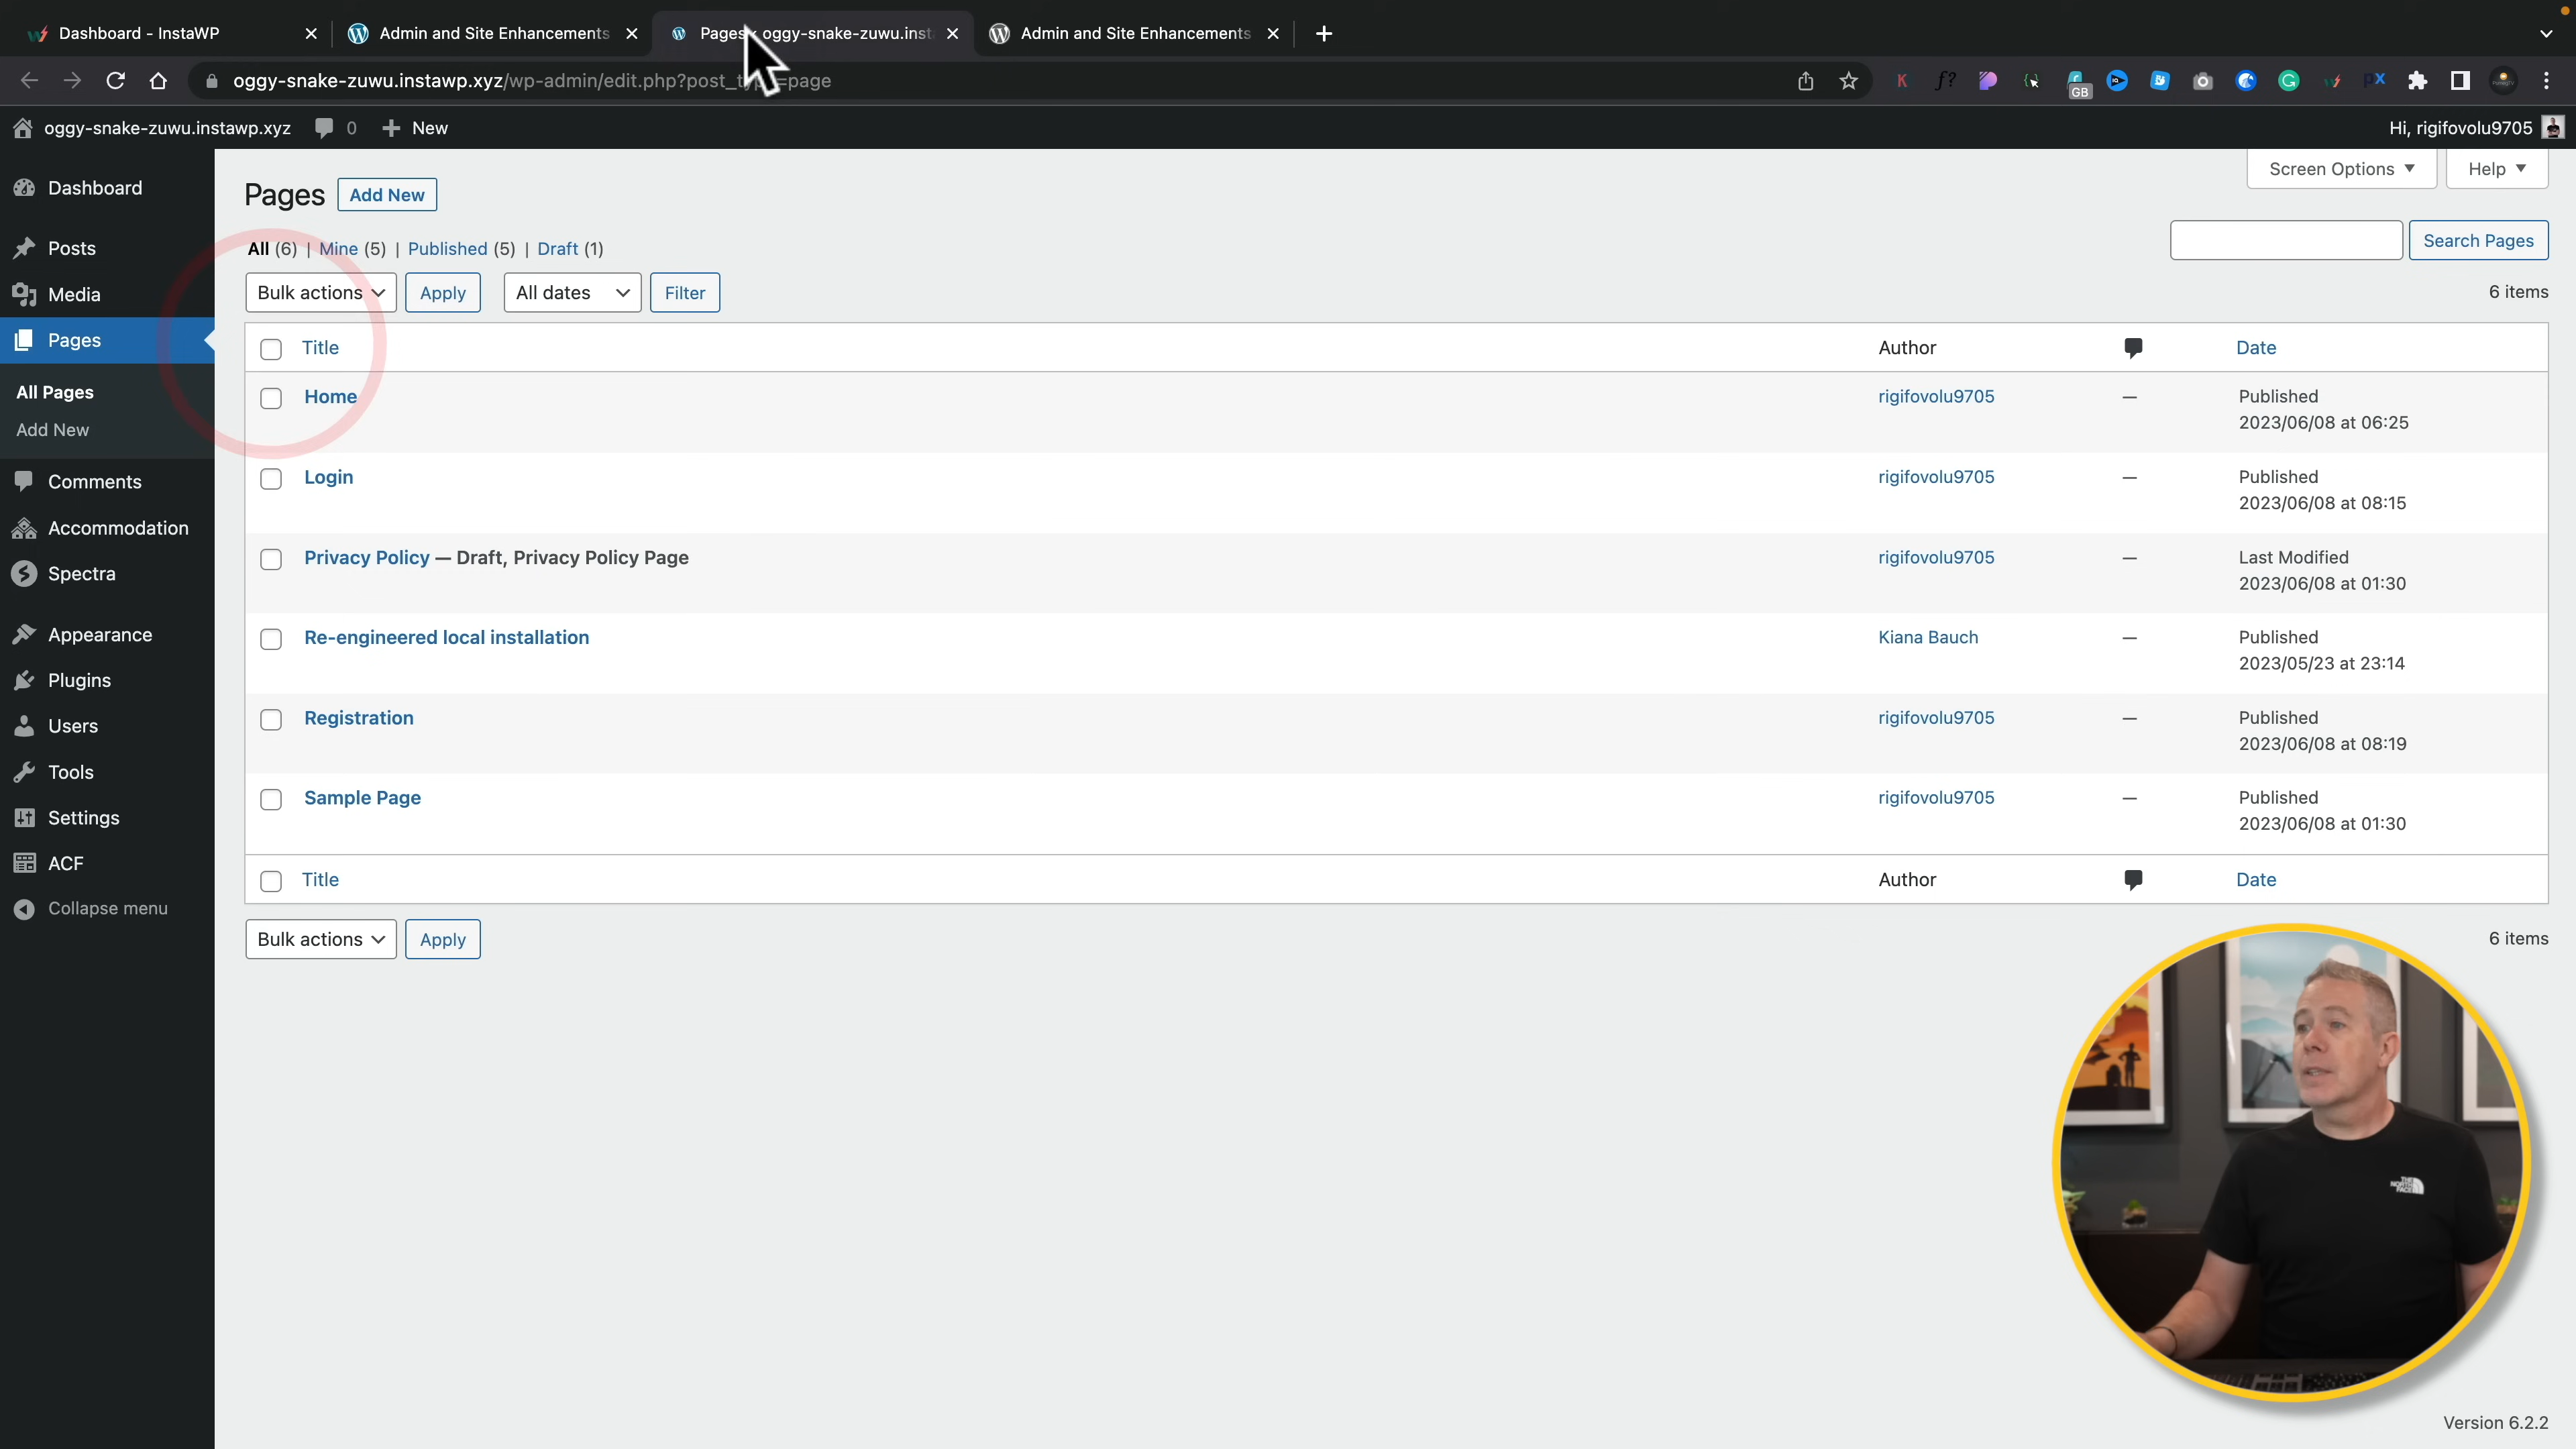 Dashboard - InstaWP
Admin and Site Enhancements
Pages oggy-snake-zuwu.inst
Admin and Site Enhancements
oggy-snake-zuwu.instawp.xyz/wp-admin/edit.php?post_ =page
GB
oggy-snake-zuwu.instawp.xyz 0 New
Hi, rigifovolu9705
Dashboard
Posts
Media
Pages
All Pages
Add New
Comments
Accommodation
Spectra
Appearance
Plugins
Users
Tools
Settings
ACF
Collapse menu
Screen Options
Help
Pages Add New
All (6) | Mine (5) | Published (5) | Draft (1)
Search Pages
Bulk actions Apply All dates Filter
6 items
Title Author Date
Home rigifovolu9705 — Published
2023/06/08 at 06:25
Login rigifovolu9705 — Published
2023/06/08 at 08:15
Privacy Policy — Draft, Privacy Policy Page rigifovolu9705 — Last Modified
2023/06/08 at 01:30
Re-engineered local installation Kiana Bauch — Published
2023/05/23 at 23:14
Registration rigifovolu9705 — Published
2023/06/08 at 08:19
Sample Page rigifovolu9705 — Published
2023/06/08 at 01:30
Title Author Date
Bulk actions Apply
6 items
THE
NORTH
FACE
Version 6.2.2